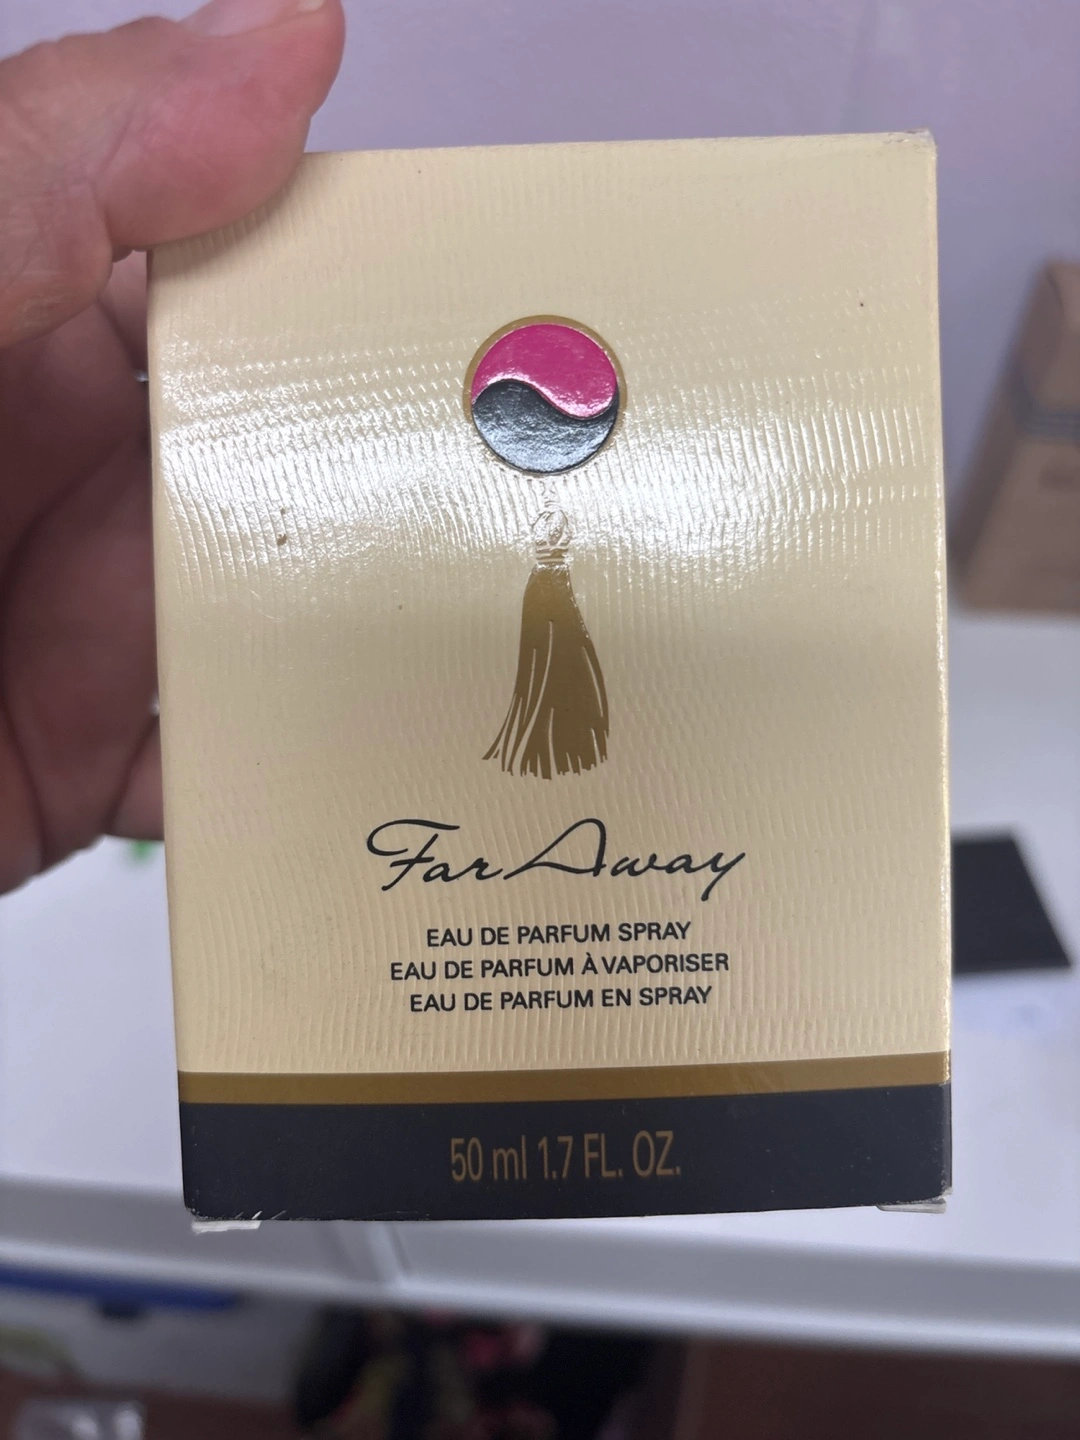 Far Away
EAU DE PARFUM SPRAY
EAU DE PARFUM À VAPORISER
EAU DE PARFUM EN SPRAY
50 ml 1.7 FL. OZ.